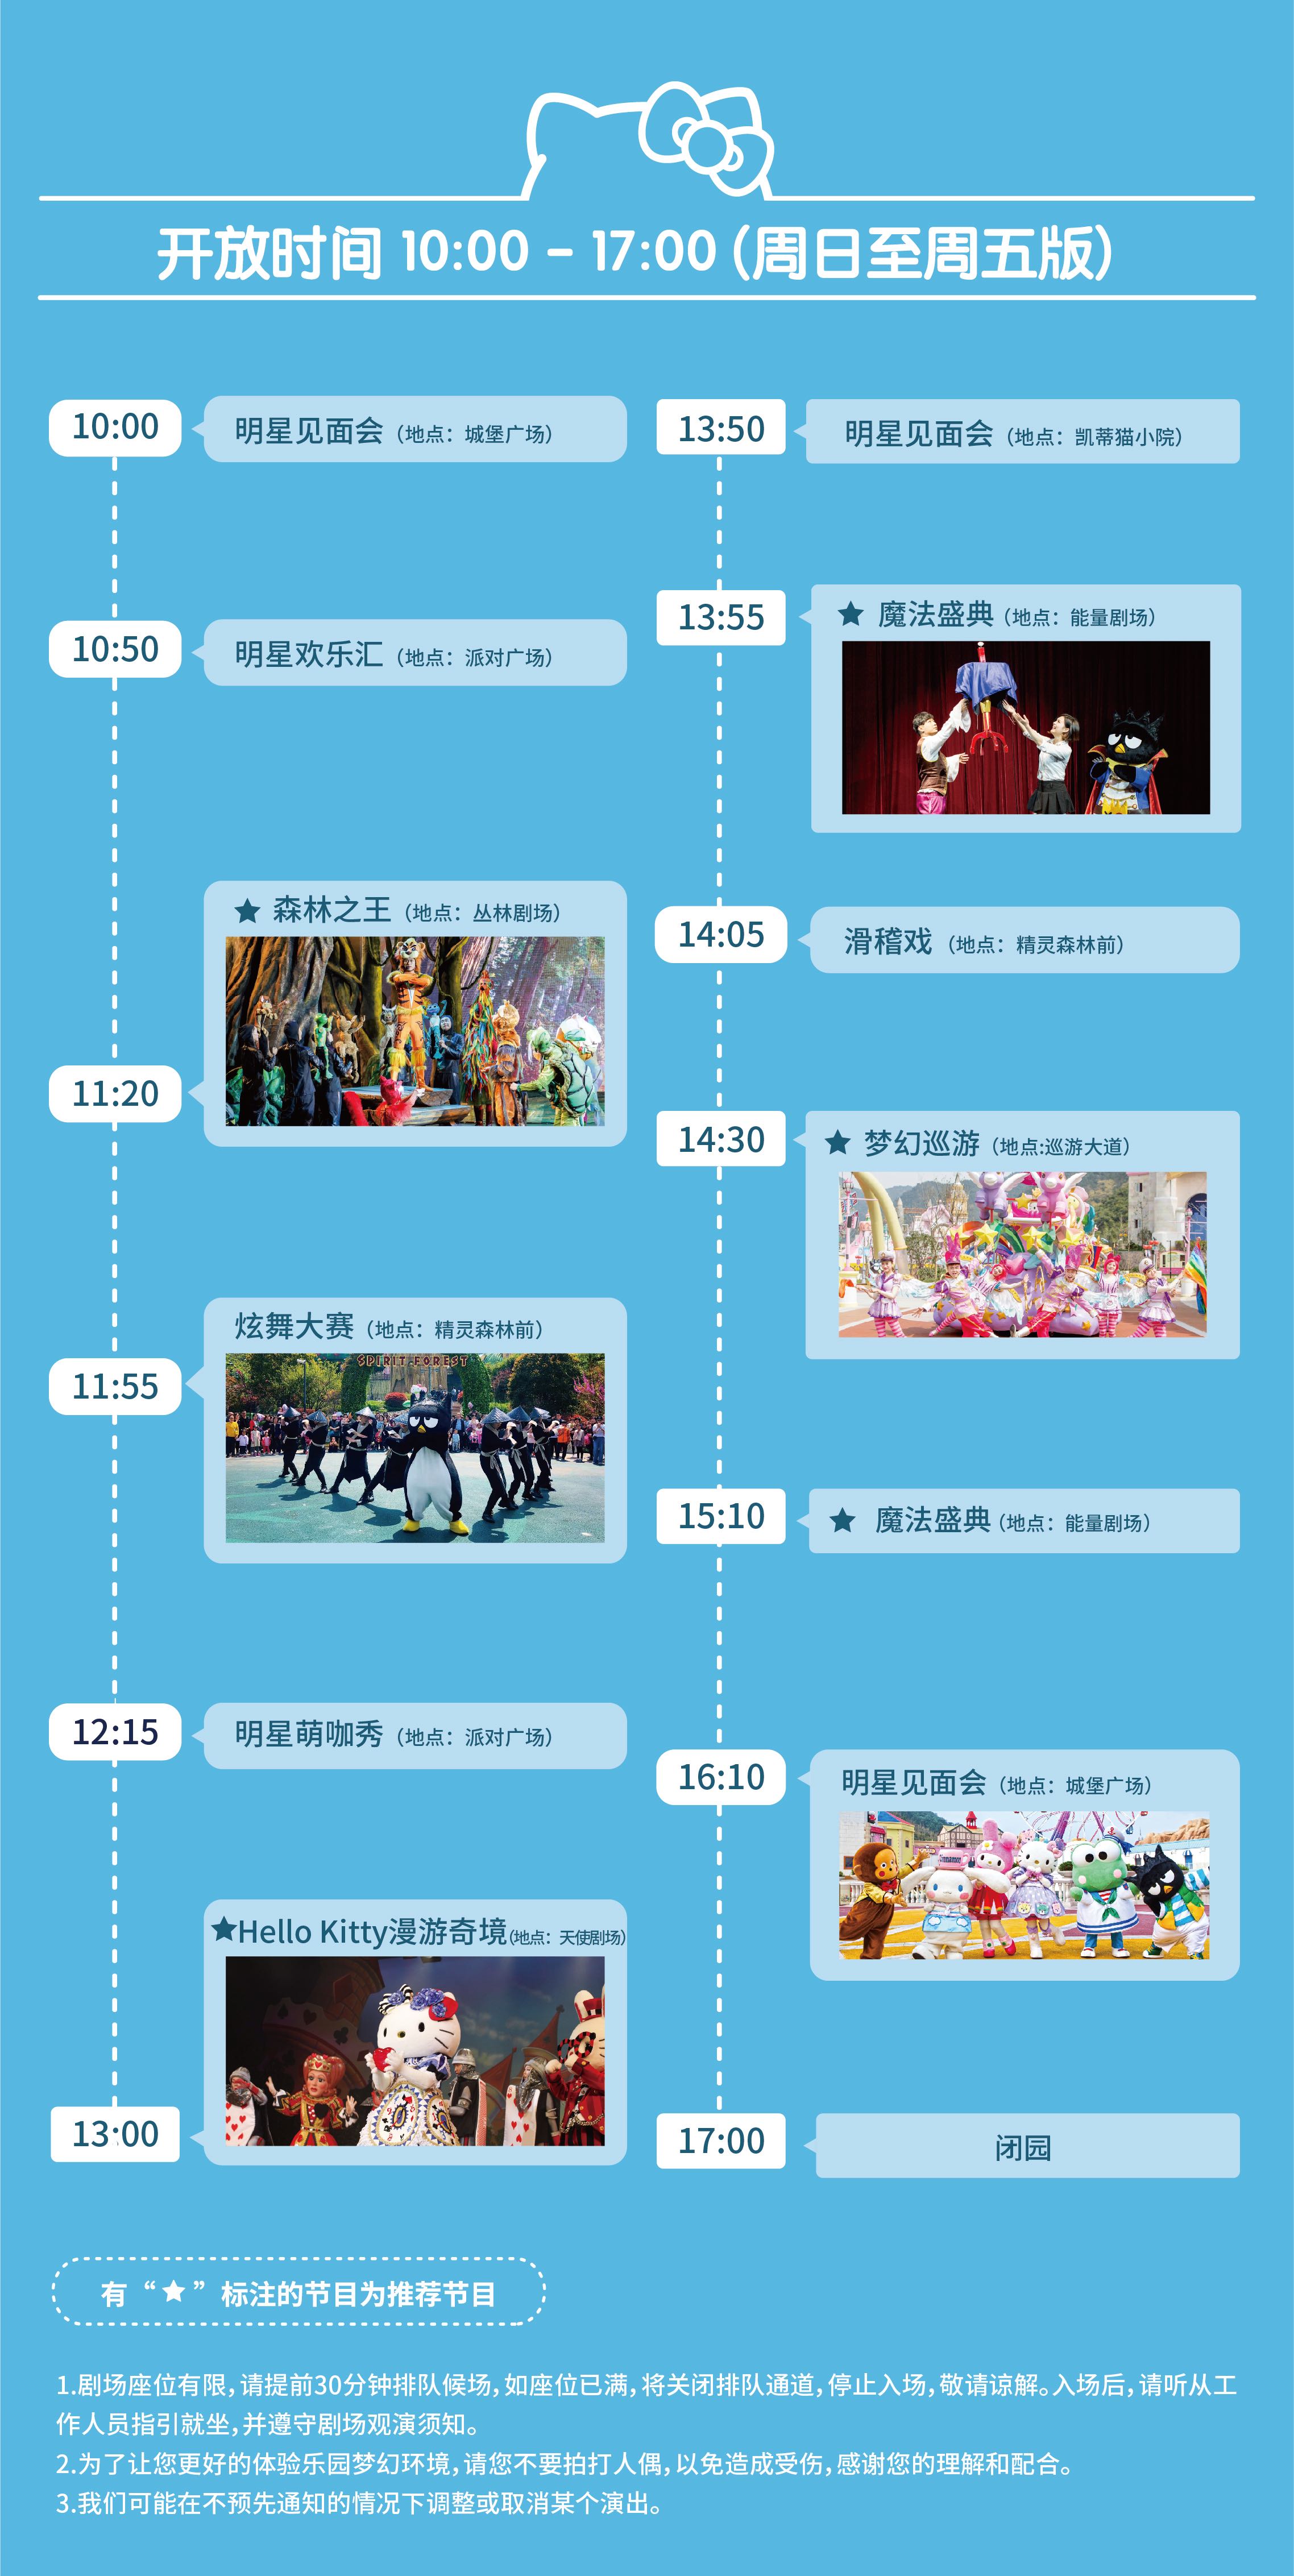 开放时间 10:00 - 17:00 (周日至周五版)
10:00
明星见面会（地点：城堡广场）
10:50
明星欢乐汇（地点：派对广场）
★ 森林之王（地点：丛林剧场）
11:20
炫舞大赛（地点：精灵森林前）
SPIRIT FOREST
11:55
12:15
明星萌咖秀（地点：派对广场）
★Hello Kitty漫游奇境(地点：天使剧场)
13:00
13:50
明星见面会（地点：凯蒂猫小院）
13:55
★ 魔法盛典（地点：能量剧场）
14:05
滑稽戏（地点：精灵森林前）
14:30
★ 梦幻巡游（地点:巡游大道）
15:10
★ 魔法盛典（地点：能量剧场）
16:10
明星见面会（地点：城堡广场）
17:00
闭园
有“★”标注的节目为推荐节目
1.剧场座位有限，请提前30分钟排队候场，如座位已满，将关闭排队通道，停止入场，敬请谅解。入场后，请听从工
作人员指引就坐，并遵守剧场观演须知。
2.为了让您更好的体验乐园梦幻环境，请您不要拍打人偶，以免造成受伤，感谢您的理解和配合。
3.我们可能在不预先通知的情况下调整或取消某个演出。